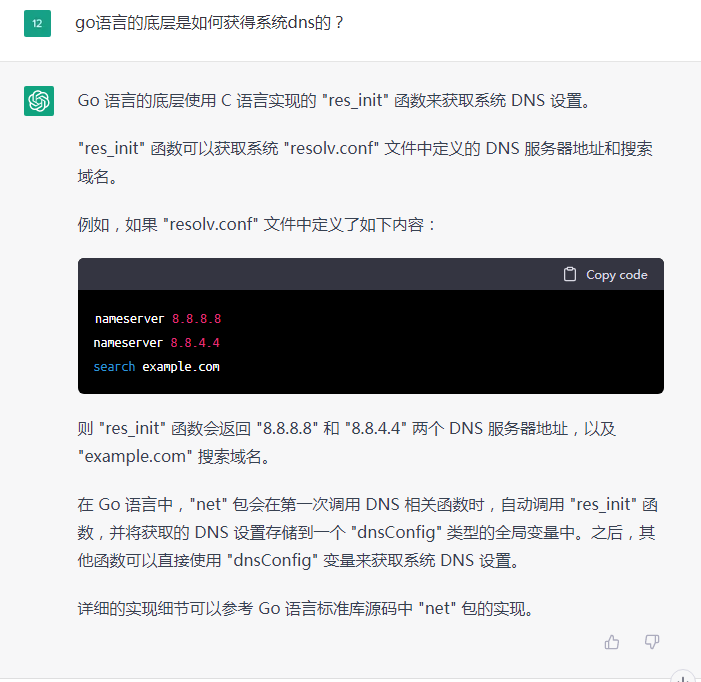 12
go语言的底层是如何获得系统dns的？
Go 语言的底层使用 C 语言实现的 "res_init" 函数来获取系统 DNS 设置。
"res_init" 函数可以获取系统 "resolv.conf" 文件中定义的 DNS 服务器地址和搜索
域名。
例如，如果 "resolv.conf" 文件中定义了如下内容：
Copy code
nameserver 8.8.8.8
nameserver 8.8.4.4
search example.com
则 "res_init" 函数会返回 "8.8.8.8" 和 "8.8.4.4" 两个 DNS 服务器地址，以及
"example.com" 搜索域名。
在 Go 语言中，"net" 包会在第一次调用 DNS 相关函数时，自动调用 "res_init" 函
数，并将获取的 DNS 设置存储到一个 "dnsConfig" 类型的全局变量中。之后，其
他函数可以直接使用 "dnsConfig" 变量来获取系统 DNS 设置。
详细的实现细节可以参考 Go 语言标准库源码中 "net" 包的实现。